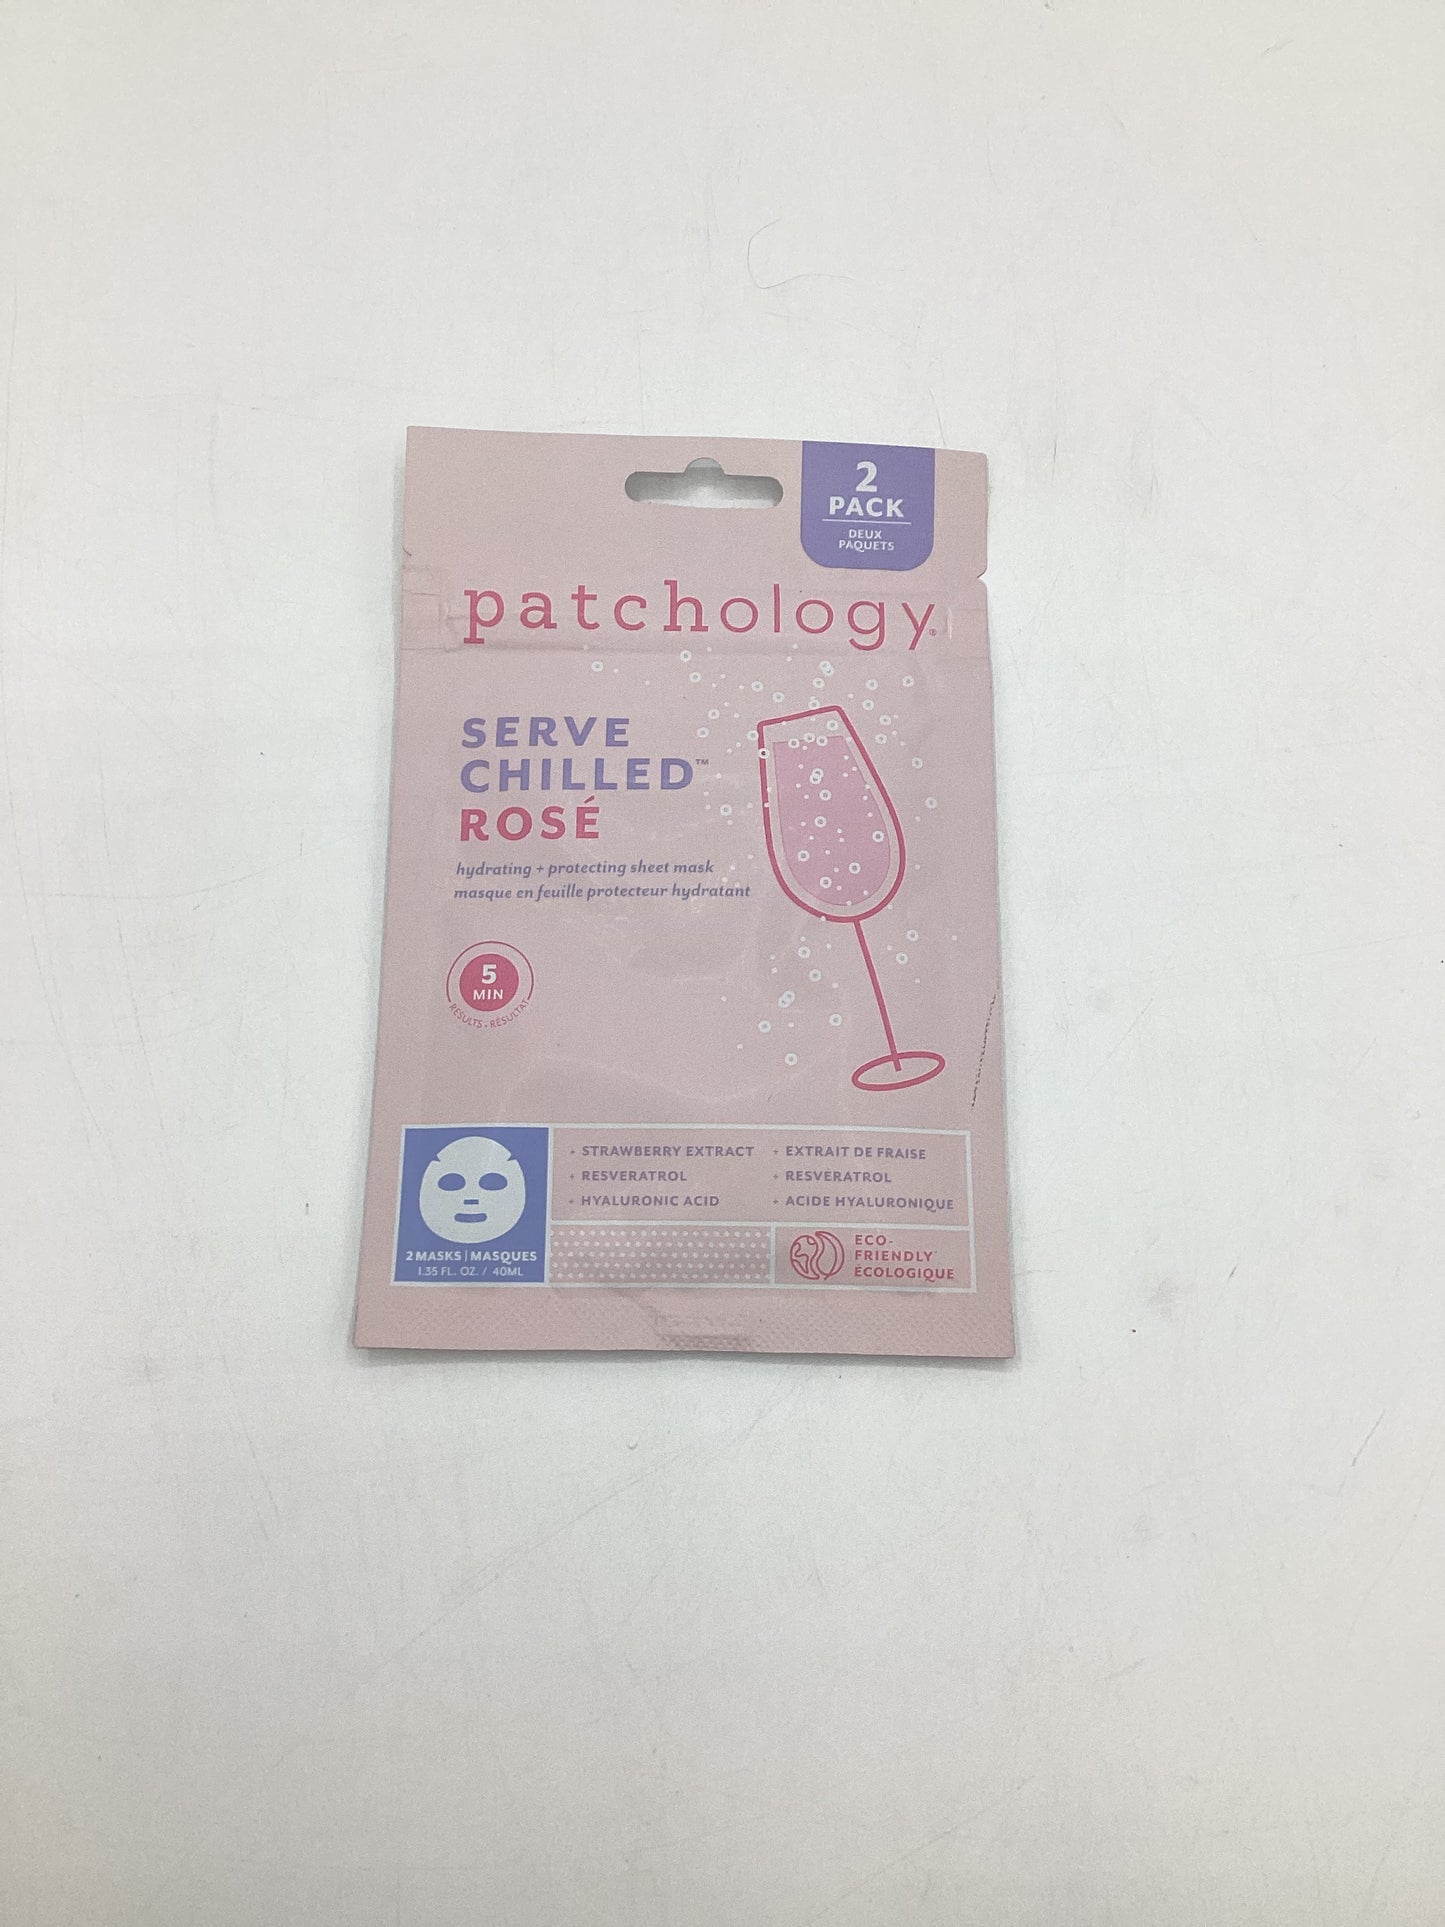 2
PACK
DEUX
PAQUETS
patchology®
SERVE
CHILLED™
ROSÉ
hydrating + protecting sheet mask
masque en feuille protecteur hydratant
5
MIN
RESULTS • RÉSULTAT
+ STRAWBERRY EXTRACT
+ RESVERATROL
+ HYALURONIC ACID
+ EXTRAIT DE FRAISE
+ RESVERATROL
+ ACIDE HYALURONIQUE
2 MASKS | MASQUES
1.35 FL. OZ. / 40ML
ECO-
FRIENDLY
ÉCOLOGIQUE